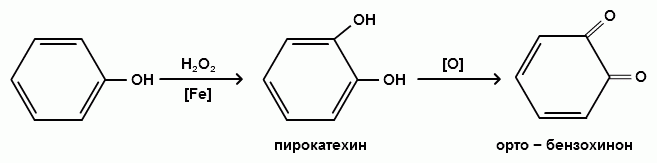 OH
H₂O₂
[Fe]
OH
OH
[O]
O
O
пирокатехин
орто – бензохинон